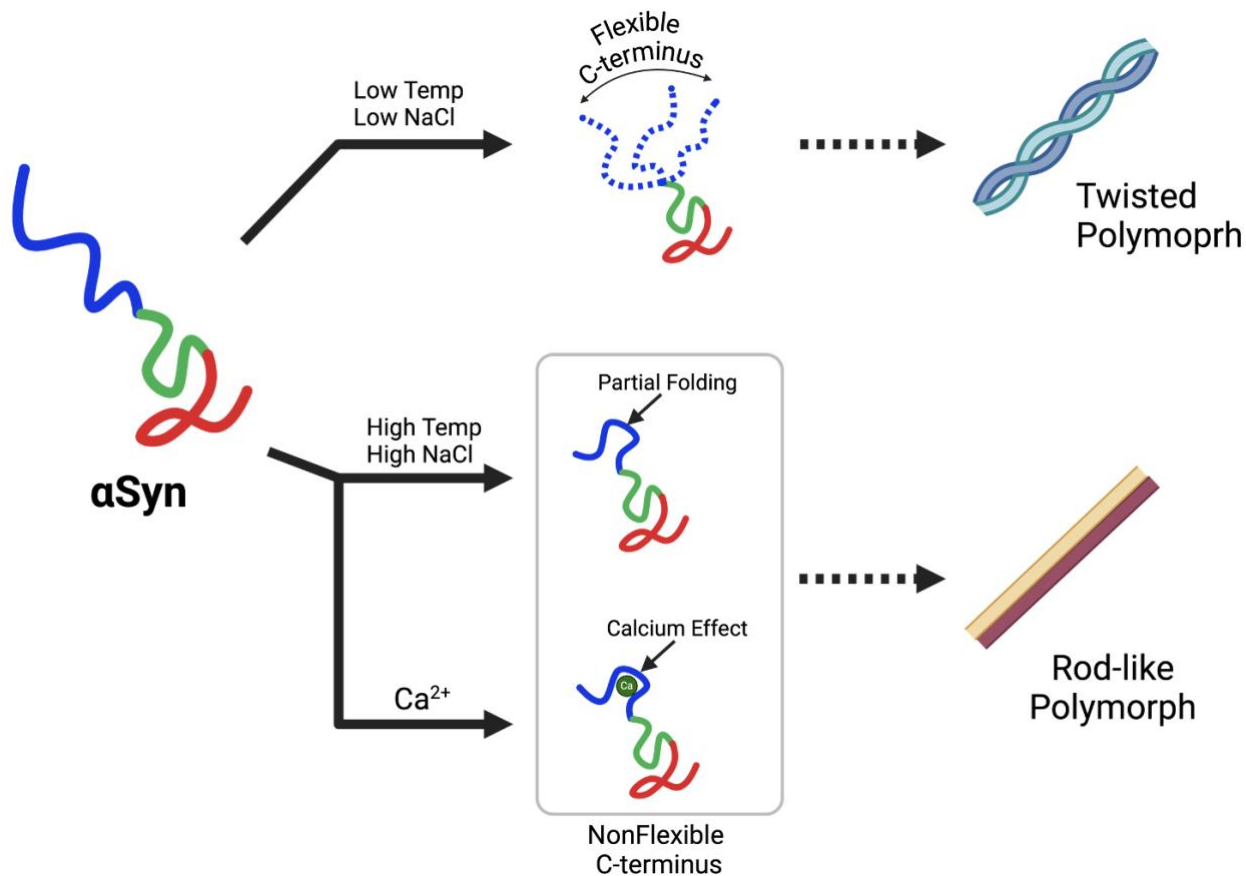 Flexible
C-terminus
Low Temp
Low NaCl
Twisted
Polymoprh
αSyn
High Temp
High NaCl
Partial Folding
Calcium Effect
Ca
Ca²⁺
Rod-like
Polymorph
NonFlexible
C-terminus